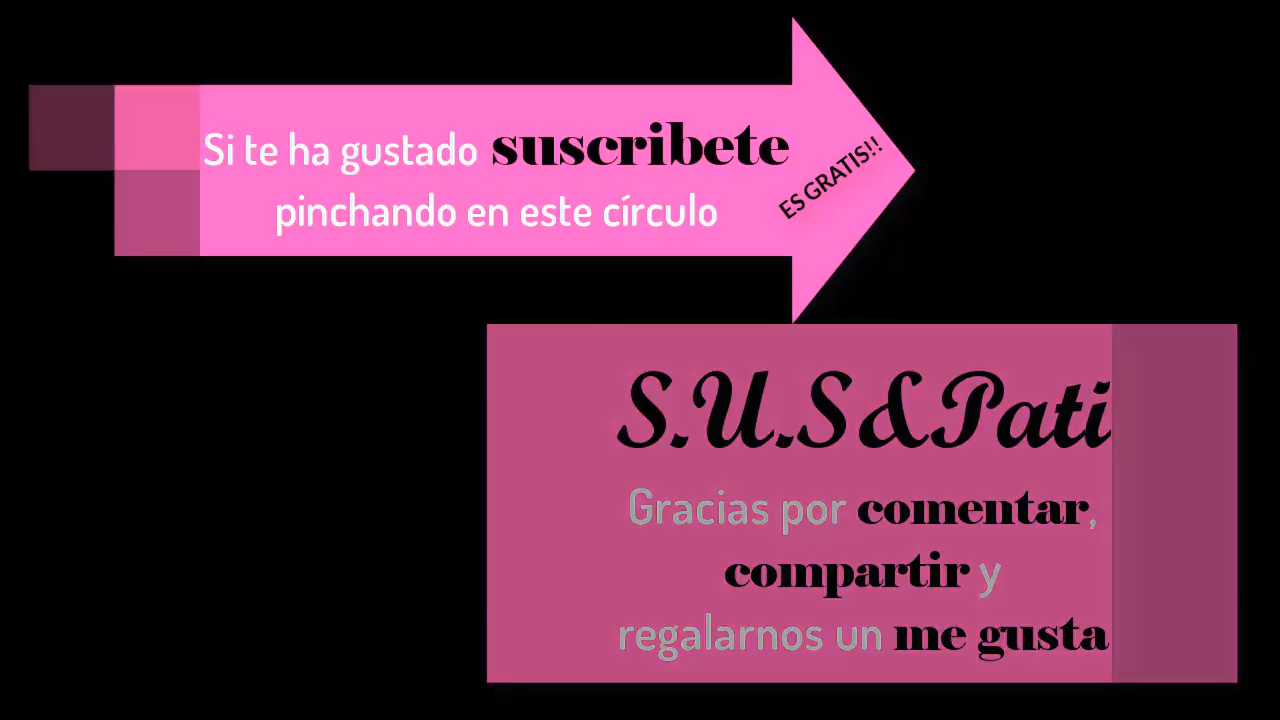 Si te ha gustado suscribete
pinchando en este círculo
ES GRATIS!!
S.U.S&Pati
Gracias por comentar,
compartir y
regalarnos un me gusta